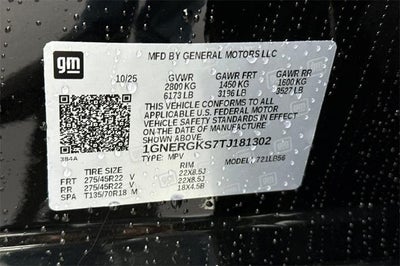 gm
MFD BY GENERAL MOTORS LLC
10/25 GVWR GAWR FRT GAWR RR
2800 KG 1450 KG 1600 KG
6173 LB 3196 LB 3527 LB
THIS VEHICLE CONFORMS TO ALL
APPLICABLE U.S. FEDERAL MOTOR
VEHICLE SAFETY STANDARDS IN
EFFECT ON THE DATE OF MANUFACTURE
SHOWN ABOVE.
1GNERGKS7TJ181302
384A TYPE: MPV MODEL: 721LB56
TIRE SIZE RIM
FRT 275/45R22 V 22X8.5J
RR 275/45R22 V 22X8.5J
SPA T135/70R18 M 18X4.5B